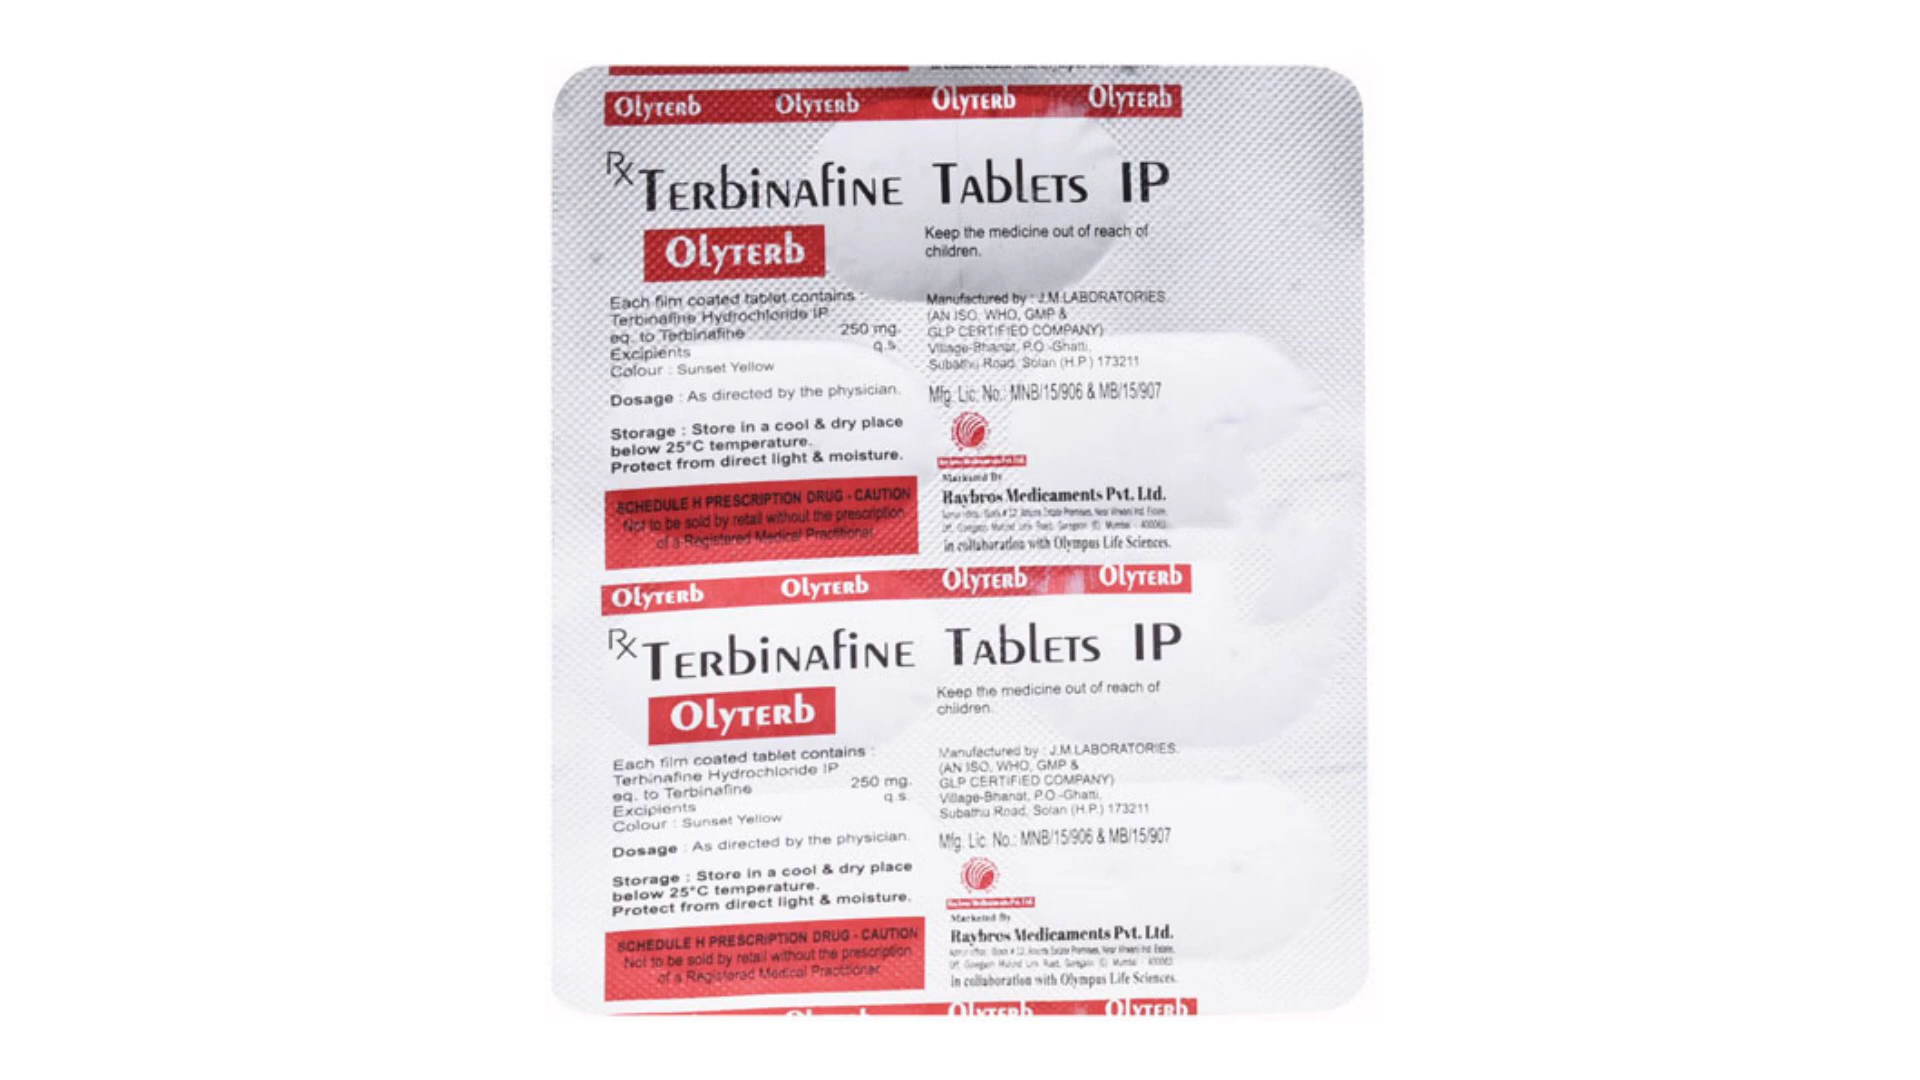 Olyterb Olyterb Olyterb Olyterb
Rx Terbinafine Tablets IP
Olyterb
Each film coated tablet contains :
Terbinafine Hydrochloride IP
eq. to Terbinafine 250 mg.
Excipients q.s.
Colour : Sunset Yellow
Dosage : As directed by the physician.
Storage : Store in a cool & dry place
below 25°C temperature.
Protect from direct light & moisture.
SCHEDULE H PRESCRIPTION DRUG - CAUTION
Not to be sold by retail without the prescription
of a Registered Medical Practitioner
Keep the medicine out of reach of
children.
Manufactured by : J.M.LABORATORIES.
(AN ISO, WHO, GMP &
GLP CERTIFIED COMPANY)
Village-Bhanat, P.O.-Ghatti,
Subathu Road, Solan (H.P.) 173211
Mfg. Lic. No.: MNB/15/906 & MB/15/907
Marketed By
Raybros Medicaments Pvt. Ltd.
in collaboration with Olympus Life Sciences.
Olyterb Olyterb Olyterb Olyterb
Rx Terbinafine Tablets IP
Olyterb
Each film coated tablet contains :
Terbinafine Hydrochloride IP
eq. to Terbinafine 250 mg.
Excipients q.s.
Colour : Sunset Yellow
Dosage : As directed by the physician.
Storage : Store in a cool & dry place
below 25°C temperature.
Protect from direct light & moisture.
SCHEDULE H PRESCRIPTION DRUG - CAUTION
Not to be sold by retail without the prescription
of a Registered Medical Practitioner
Keep the medicine out of reach of
children.
Manufactured by : J.M.LABORATORIES.
(AN ISO, WHO, GMP &
GLP CERTIFIED COMPANY)
Village-Bhanat, P.O.-Ghatti,
Subathu Road, Solan (H.P.) 173211
Mfg. Lic. No.: MNB/15/906 & MB/15/907
Marketed By
Raybros Medicaments Pvt. Ltd.
in collaboration with Olympus Life Sciences.
Olyterb Olyterb